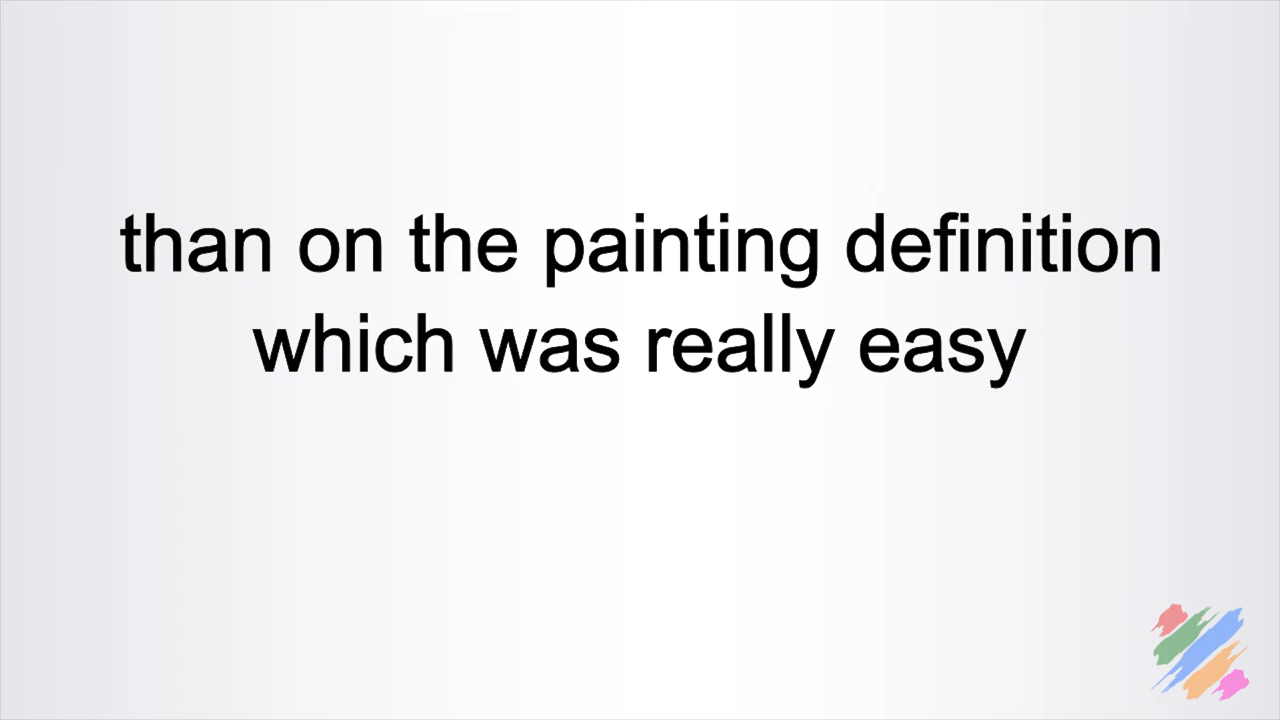 than on the painting definition
which was really easy